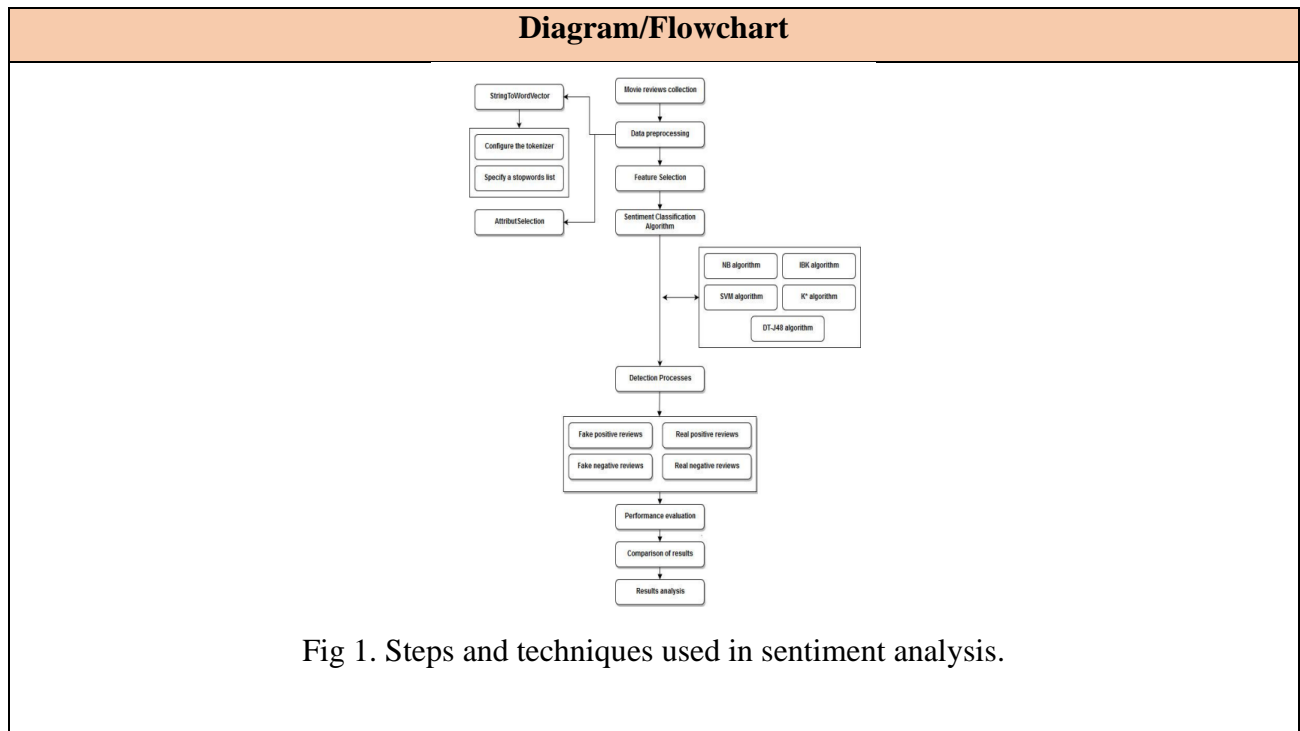 Diagram/Flowchart
Movie reviews collection
StringToWordVector
Data preprocessing
Configure the tokenizer
Specify a stopwords list
Feature Selection
AttributSelection
Sentiment Classification
Algorithm
NB algorithm
IBK algorithm
SVM algorithm
K* algorithm
DT-J48 algorithm
Detection Processes
Fake positive reviews
Real positive reviews
Fake negative reviews
Real negative reviews
Performance evaluation
Comparison of results
Results analysis
Fig 1. Steps and techniques used in sentiment analysis.